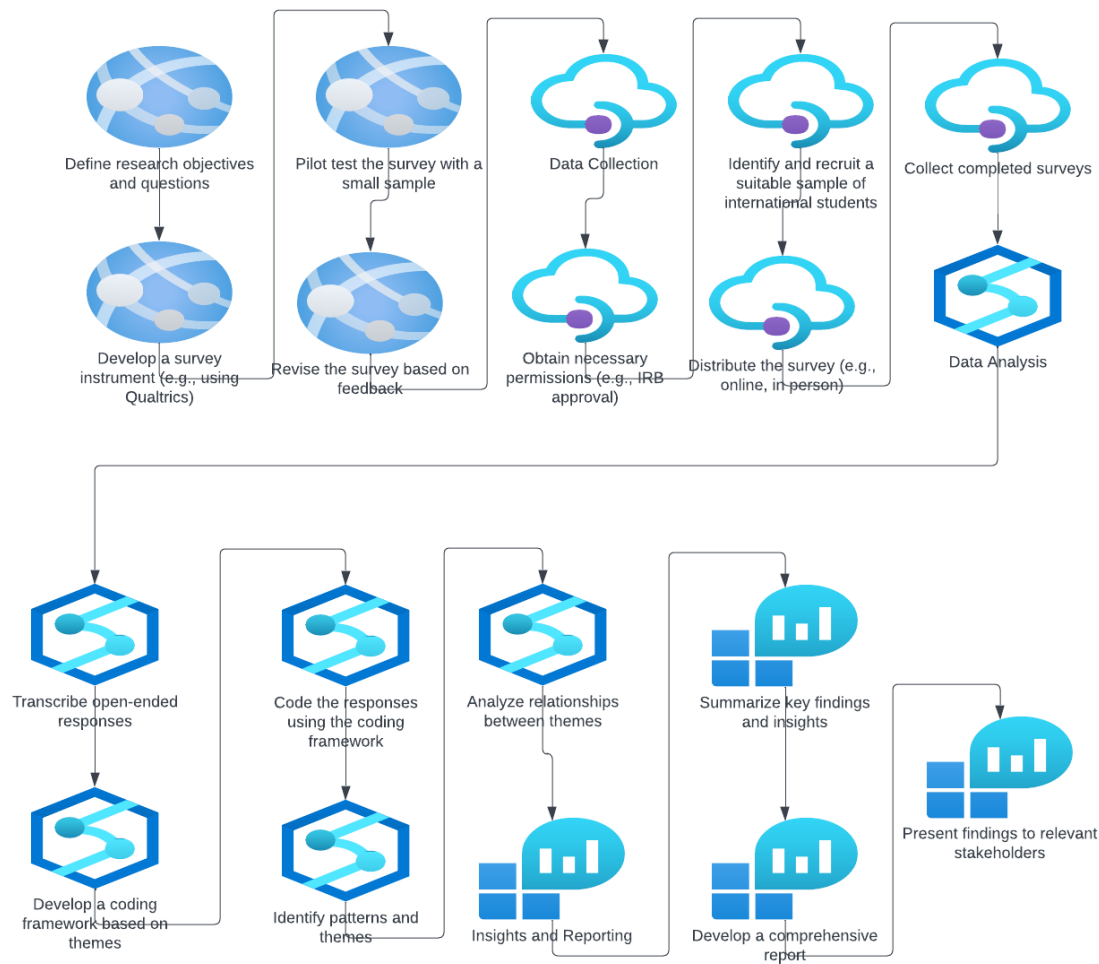 Define research objectives
and questions
Develop a survey
instrument (e.g., using
Qualtrics)
Pilot test the survey with a
small sample
Revise the survey based on
feedback
Data Collection
Obtain necessary
permissions (e.g., IRB
approval)
Identify and recruit a
suitable sample of
international students
Distribute the survey (e.g.,
online, in person)
Collect completed surveys
Data Analysis
Transcribe open-ended
responses
Develop a coding
framework based on
themes
Code the responses
using the coding
framework
Identify patterns and
themes
Analyze relationships
between themes
Insights and Reporting
Summarize key findings
and insights
Develop a comprehensive
report
Present findings to relevant
stakeholders